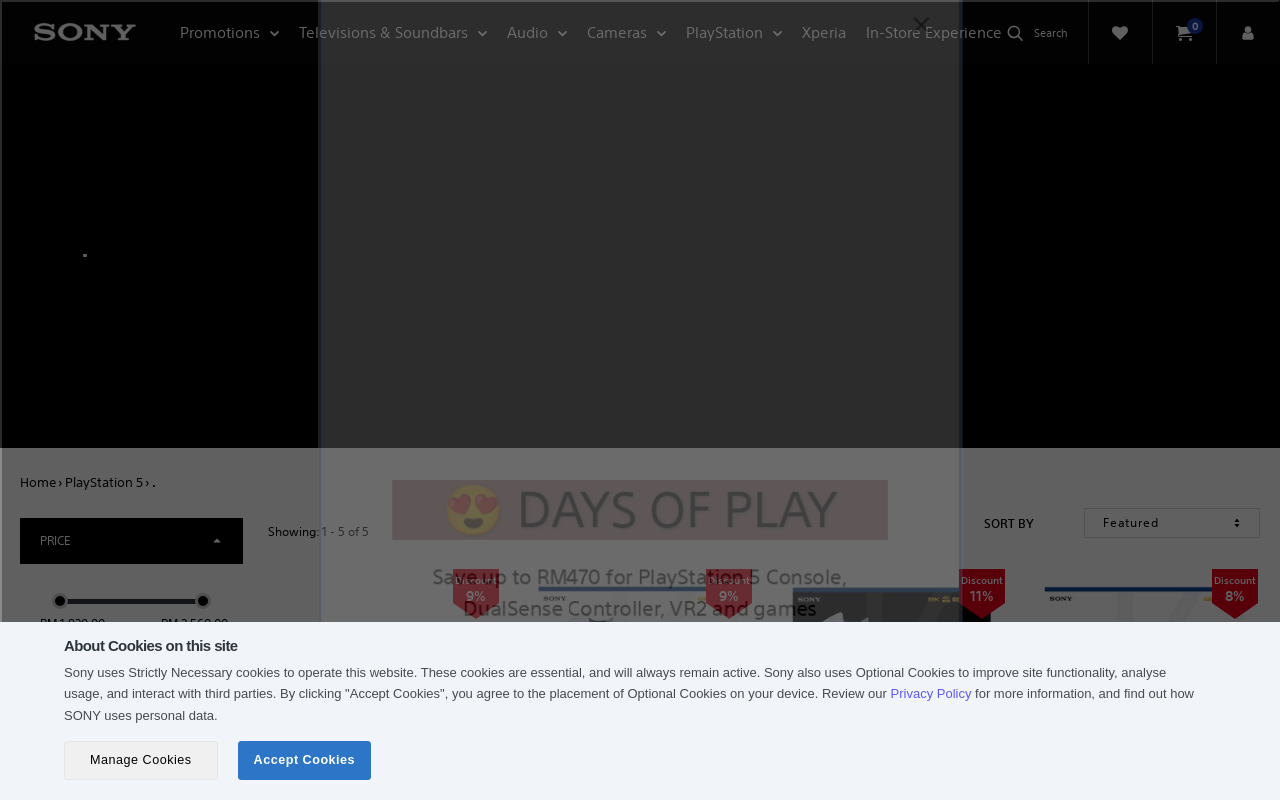 SONY
Promotions
Televisions & Soundbars
Audio
Cameras
PlayStation
Xperia
In-Store Experience
Search
0
Home › PlayStation 5 › .
PRICE
Showing: 1 - 5 of 5
SORT BY
Featured
😍 DAYS OF PLAY
Save up to RM470 for PlayStation 5 Console,
DualSense Controller, VR2 and games
Discount
9%
Discount
9%
Discount
11%
Discount
8%
SONY
SONY
SONY
About Cookies on this site
Sony uses Strictly Necessary cookies to operate this website. These cookies are essential, and will always remain active. Sony also uses Optional Cookies to improve site functionality, analyse
usage, and interact with third parties. By clicking "Accept Cookies", you agree to the placement of Optional Cookies on your device. Review our Privacy Policy for more information, and find out how
SONY uses personal data.
Manage Cookies
Accept Cookies